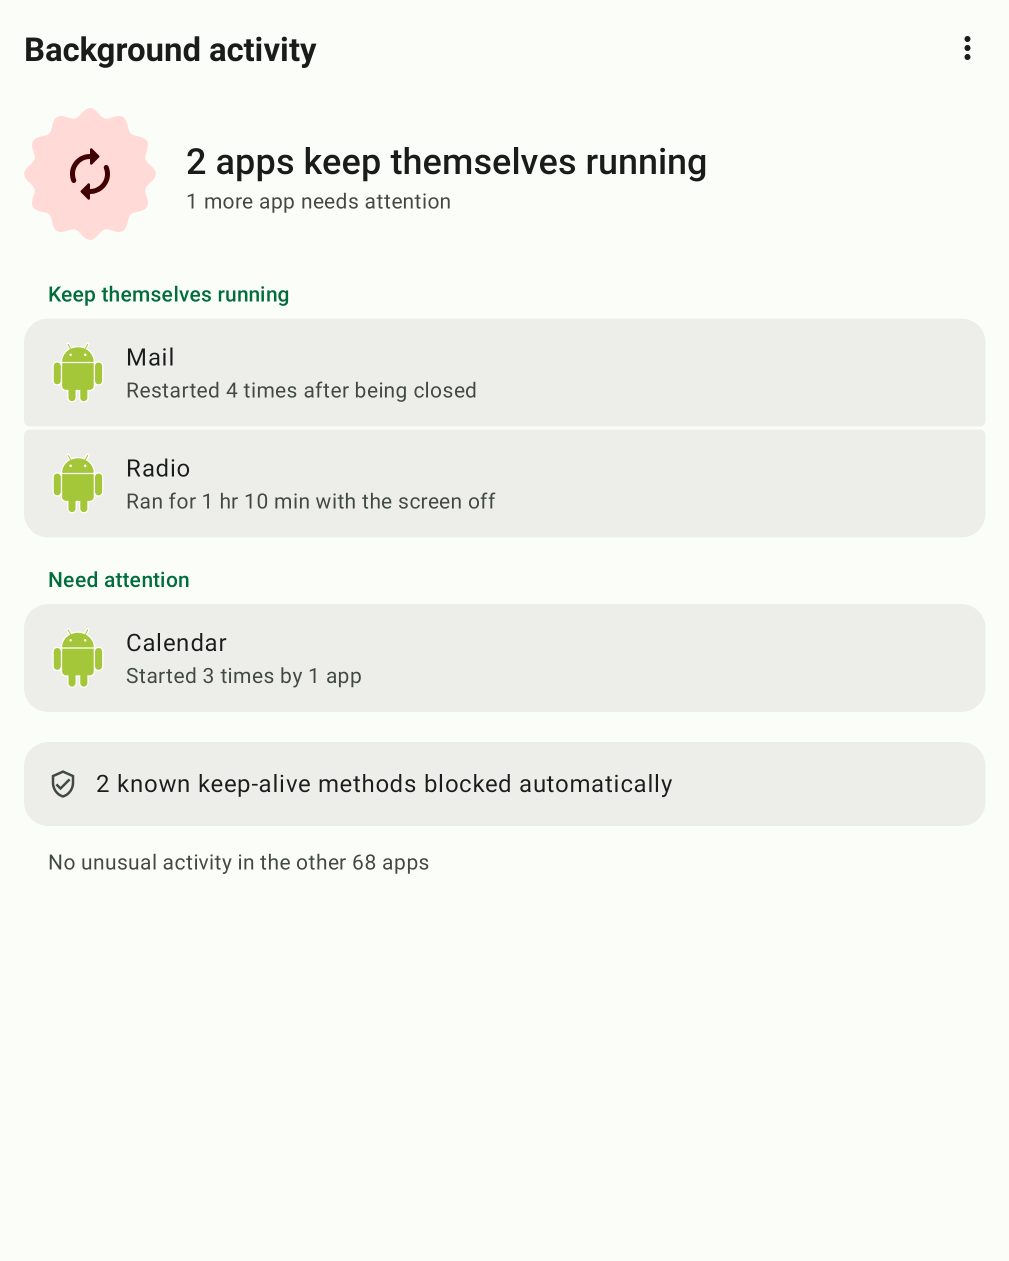 Background activity
2 apps keep themselves running
1 more app needs attention
Keep themselves running
Mail
Restarted 4 times after being closed
Radio
Ran for 1 hr 10 min with the screen off
Need attention
Calendar
Started 3 times by 1 app
2 known keep-alive methods blocked automatically
No unusual activity in the other 68 apps